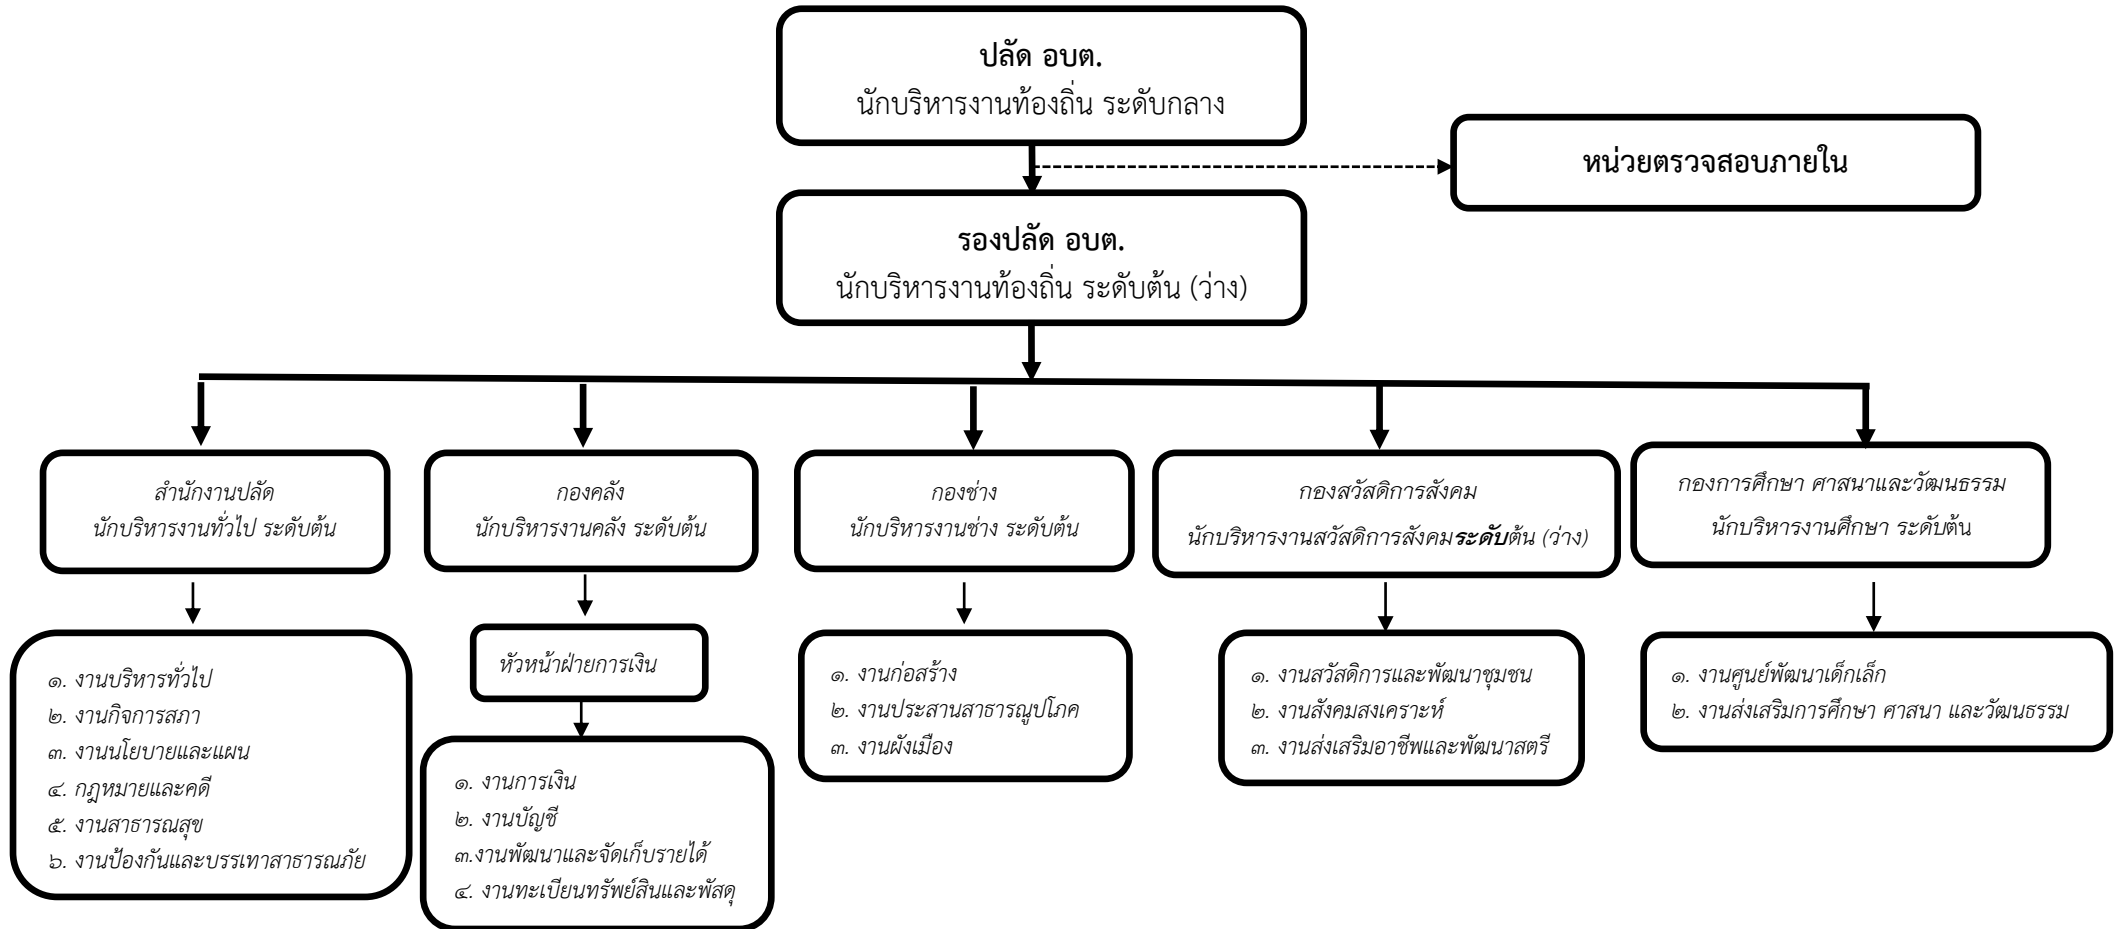 ปลัด อบต.
นักบริหารงานท้องถิ่น ระดับกลาง
หน่วยตรวจสอบภายใน
รองปลัด อบต.
นักบริหารงานท้องถิ่น ระดับต้น (ว่าง)
สำนักงานปลัด
นักบริหารงานทั่วไป ระดับต้น
กองคลัง
นักบริหารงานคลัง ระดับต้น
กองช่าง
นักบริหารงานช่าง ระดับต้น
กองสวัสดิการสังคม
นักบริหารงานสวัสดิการสังคมระดับต้น (ว่าง)
กองการศึกษา ศาสนาและวัฒนธรรม
นักบริหารงานศึกษา ระดับต้น
๑. งานบริหารทั่วไป
๒. งานกิจการสภา
๓. งานนโยบายและแผน
๔. กฎหมายและคดี
๕. งานสาธารณสุข
๖. งานป้องกันและบรรเทาสาธารณภัย
หัวหน้าฝ่ายการเงิน
๑. งานการเงิน
๒. งานบัญชี
๓.งานพัฒนาและจัดเก็บรายได้
๔. งานทะเบียนทรัพย์สินและพัสดุ
๑. งานก่อสร้าง
๒. งานประสานสาธารณูปโภค
๓. งานผังเมือง
๑. งานสวัสดิการและพัฒนาชุมชน
๒. งานสังคมสงเคราะห์
๓. งานส่งเสริมอาชีพและพัฒนาสตรี
๑. งานศูนย์พัฒนาเด็กเล็ก
๒. งานส่งเสริมการศึกษา ศาสนา และวัฒนธรรม